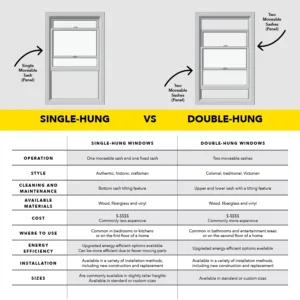 Two
Moveable
Sashes
(Panel)
Single
Moveable
Sash
(Panel)
Two
Moveable
Sashes
(Panel)
SINGLE-HUNG VS DOUBLE-HUNG
SINGLE-HUNG WINDOWS DOUBLE-HUNG WINDOWS
OPERATION One moveable sash and one fixed sash Two moveable sashes
STYLE Authentic, historic, craftsman Colonial, traditional, Victorian
CLEANING AND
MAINTENANCE
Bottom sash tilting feature Upper and lower sash with a tilting feature
AVAILABLE
MATERIALS
Wood, fiberglass and vinyl Wood, fiberglass and vinyl
COST
Commonly less expensive
Commonly more expensive
WHERE TO USE
Common in bedrooms or kitchens
or on the first floor of a home
Common in bathrooms and entertainment areas
or on the second floor of a home
ENERGY
EFFICIENCY
Upgraded energy efficient options available
Can be more efficient due to fewer moving parts
Upgraded energy efficient options available
INSTALLATION
Available in a variety of installation methods,
including new construction and replacement
Available in a variety of installation methods,
including new construction and replacement
SIZES
Are commonly available in slightly taller heights
Available in standard or custom sizes
Available in standard or custom sizes